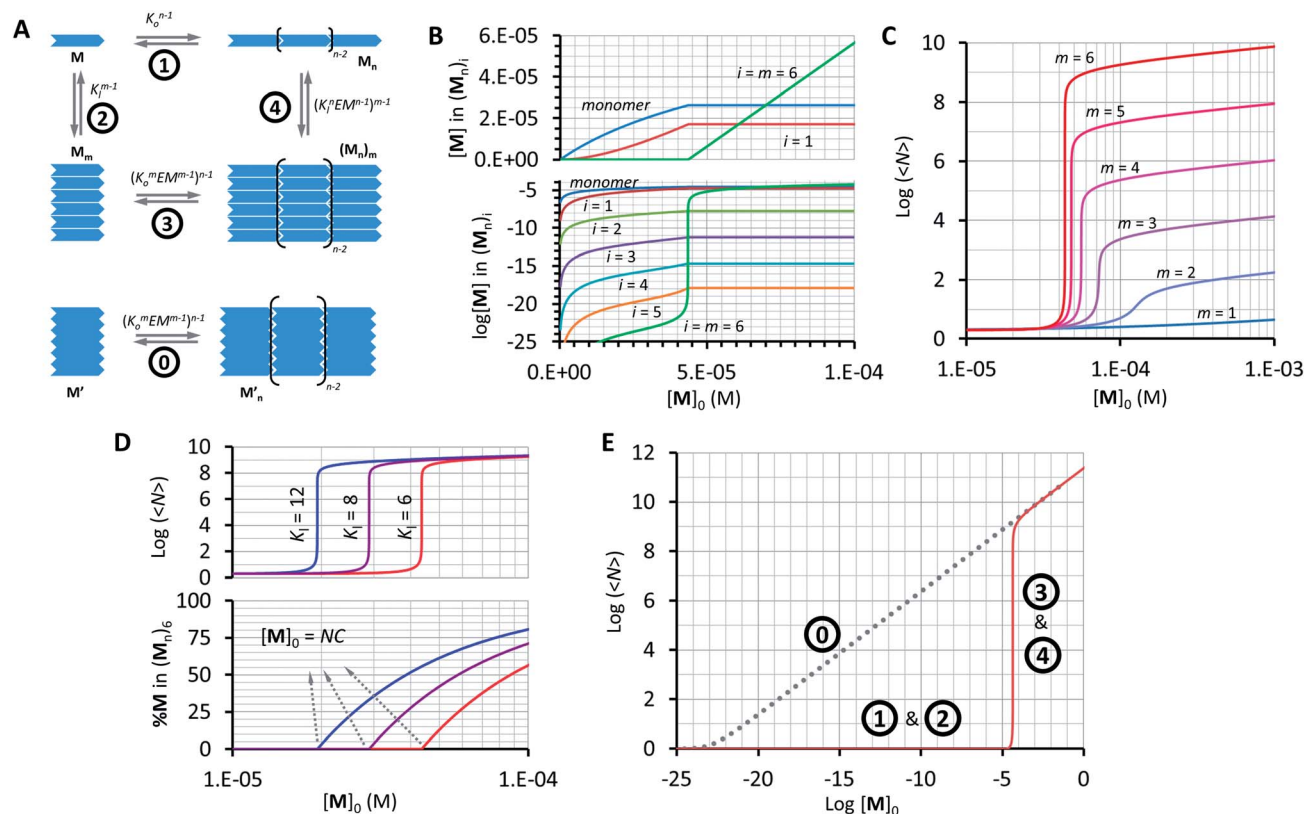 A
K_o^{n-1}
M
1
n-2
M_n
K_l^{m-1}
2
4
(K_l^n EM^{n-1})^{m-1}
M_m
(M_n)_m
(K_o^m EM^{m-1})^{n-1}
3
n-2
(K_o^m EM^{m-1})^{n-1}
0
M'
M'_n
n-2
B
6.E-05
4.E-05
2.E-05
0.E+00
[M] in (M_n)_i
monomer
i = m = 6
i = 1
-5
-10
-15
-20
-25
log[M] in (M_n)_i
monomer
i = 1
i = 2
i = 3
i = 4
i = 5
i = m = 6
0.E+00
5.E-05
1.E-04
[M]_0 (M)
C
10
8
6
4
2
0
Log (<N>)
m = 6
m = 5
m = 4
m = 3
m = 2
m = 1
1.E-05
1.E-04
1.E-03
[M]_0 (M)
D
10
8
6
4
2
0
Log (<N>)
K_l = 12
K_l = 8
K_l = 6
100
75
50
25
0
%M in (M_n)_6
[M]_0 = NC
1.E-05
1.E-04
[M]_0 (M)
E
12
10
8
6
4
2
0
Log (<N>)
0
3
&
4
1 & 2
-25
-20
-15
-10
-5
0
Log [M]_0